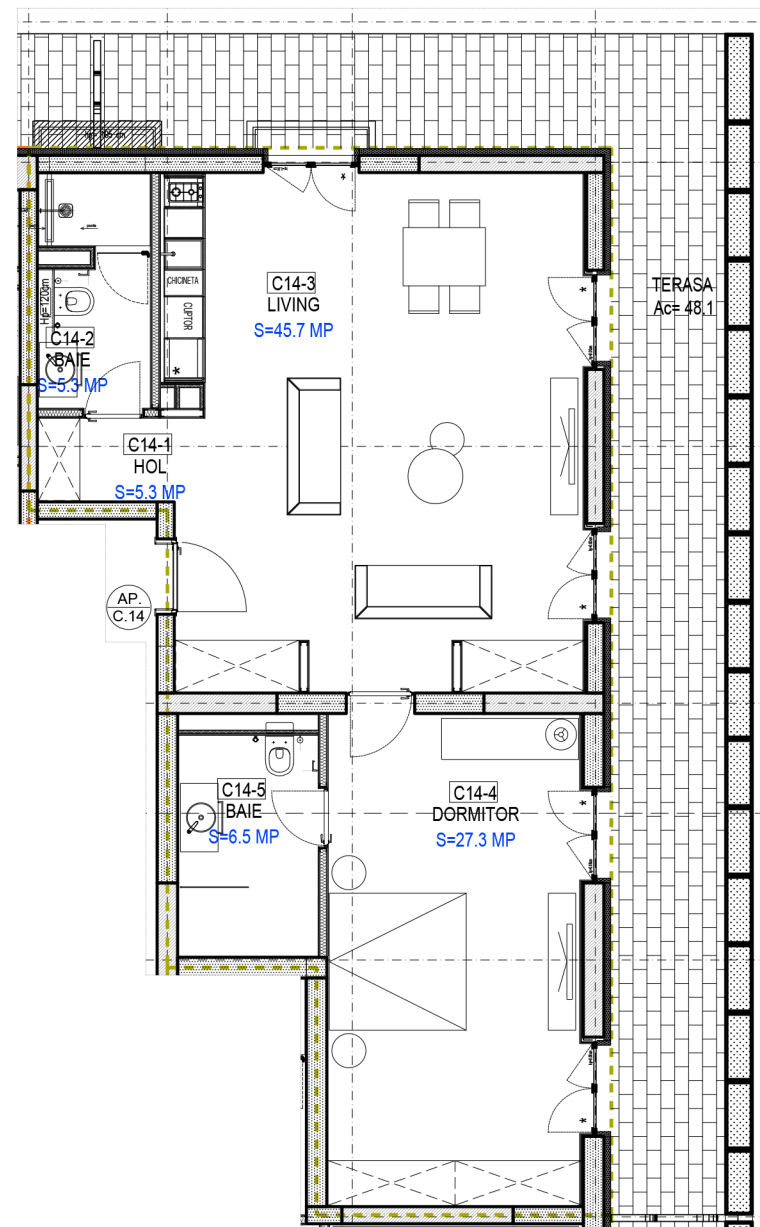 TERASA
Ac= 48.1
CHICINETA
CUPTOR
C14-3
LIVING
S=45.7 MP
Hp=120cm
C14-2
BAIE
S=5.3 MP
C14-1
HOL
S=5.3 MP
AP.
C.14
C14-5
BAIE
S=6.5 MP
C14-4
DORMITOR
S=27.3 MP